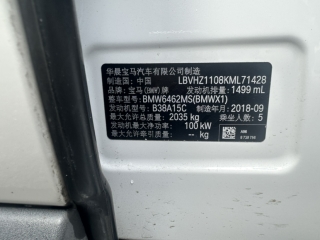 华晨宝马汽车有限公司制造
制造国：中国 LBVHZ1108KML71428
品牌：宝马(BMW)牌 发动机排量：1499 mL
整车型号：BMW6462MS(BMWX1)
发动机型号：B38A15C 制造年月：2018-09
最大允许总质量：2035 kg 乘坐人数：5
发动机最大净功率：100 kW
最大允许牵引质量：-- kg